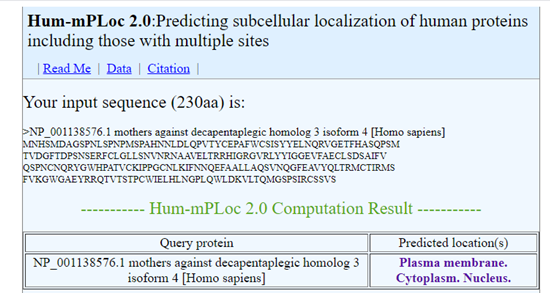 Hum-mPLoc 2.0:Predicting subcellular localization of human proteins
including those with multiple sites
| Read Me | Data | Citation |
Your input sequence (230aa) is:
>NP_001138576.1 mothers against decapentaplegic homolog 3 isoform 4 [Homo sapiens]
MNHSMDAGSPNLSPNPMSPAHNNLDLQPVTYCEPAFWCSISYYELNQRVGETFHASQPSM
TVDGFTDPSNSERFCLGLLSNVNRNAAVELTRRHIGRGVRLYYIGGEVFAECLSDSAIFV
QSPNCNQRYGWHPATVCKIPPGCNLKIFNNQEFAALLAQSVNQGFEAVYQLTRMCTIRMS
FVKGWGAEYRRQTVTSTPCWIELHLNGPLQWLDKVLTQMGSPSIRCSSVS
----------- Hum-mPLoc 2.0 Computation Result -----------
Query protein Predicted location(s)
NP_001138576.1 mothers against decapentaplegic homolog 3 Plasma membrane.
isoform 4 [Homo sapiens] Cytoplasm. Nucleus.